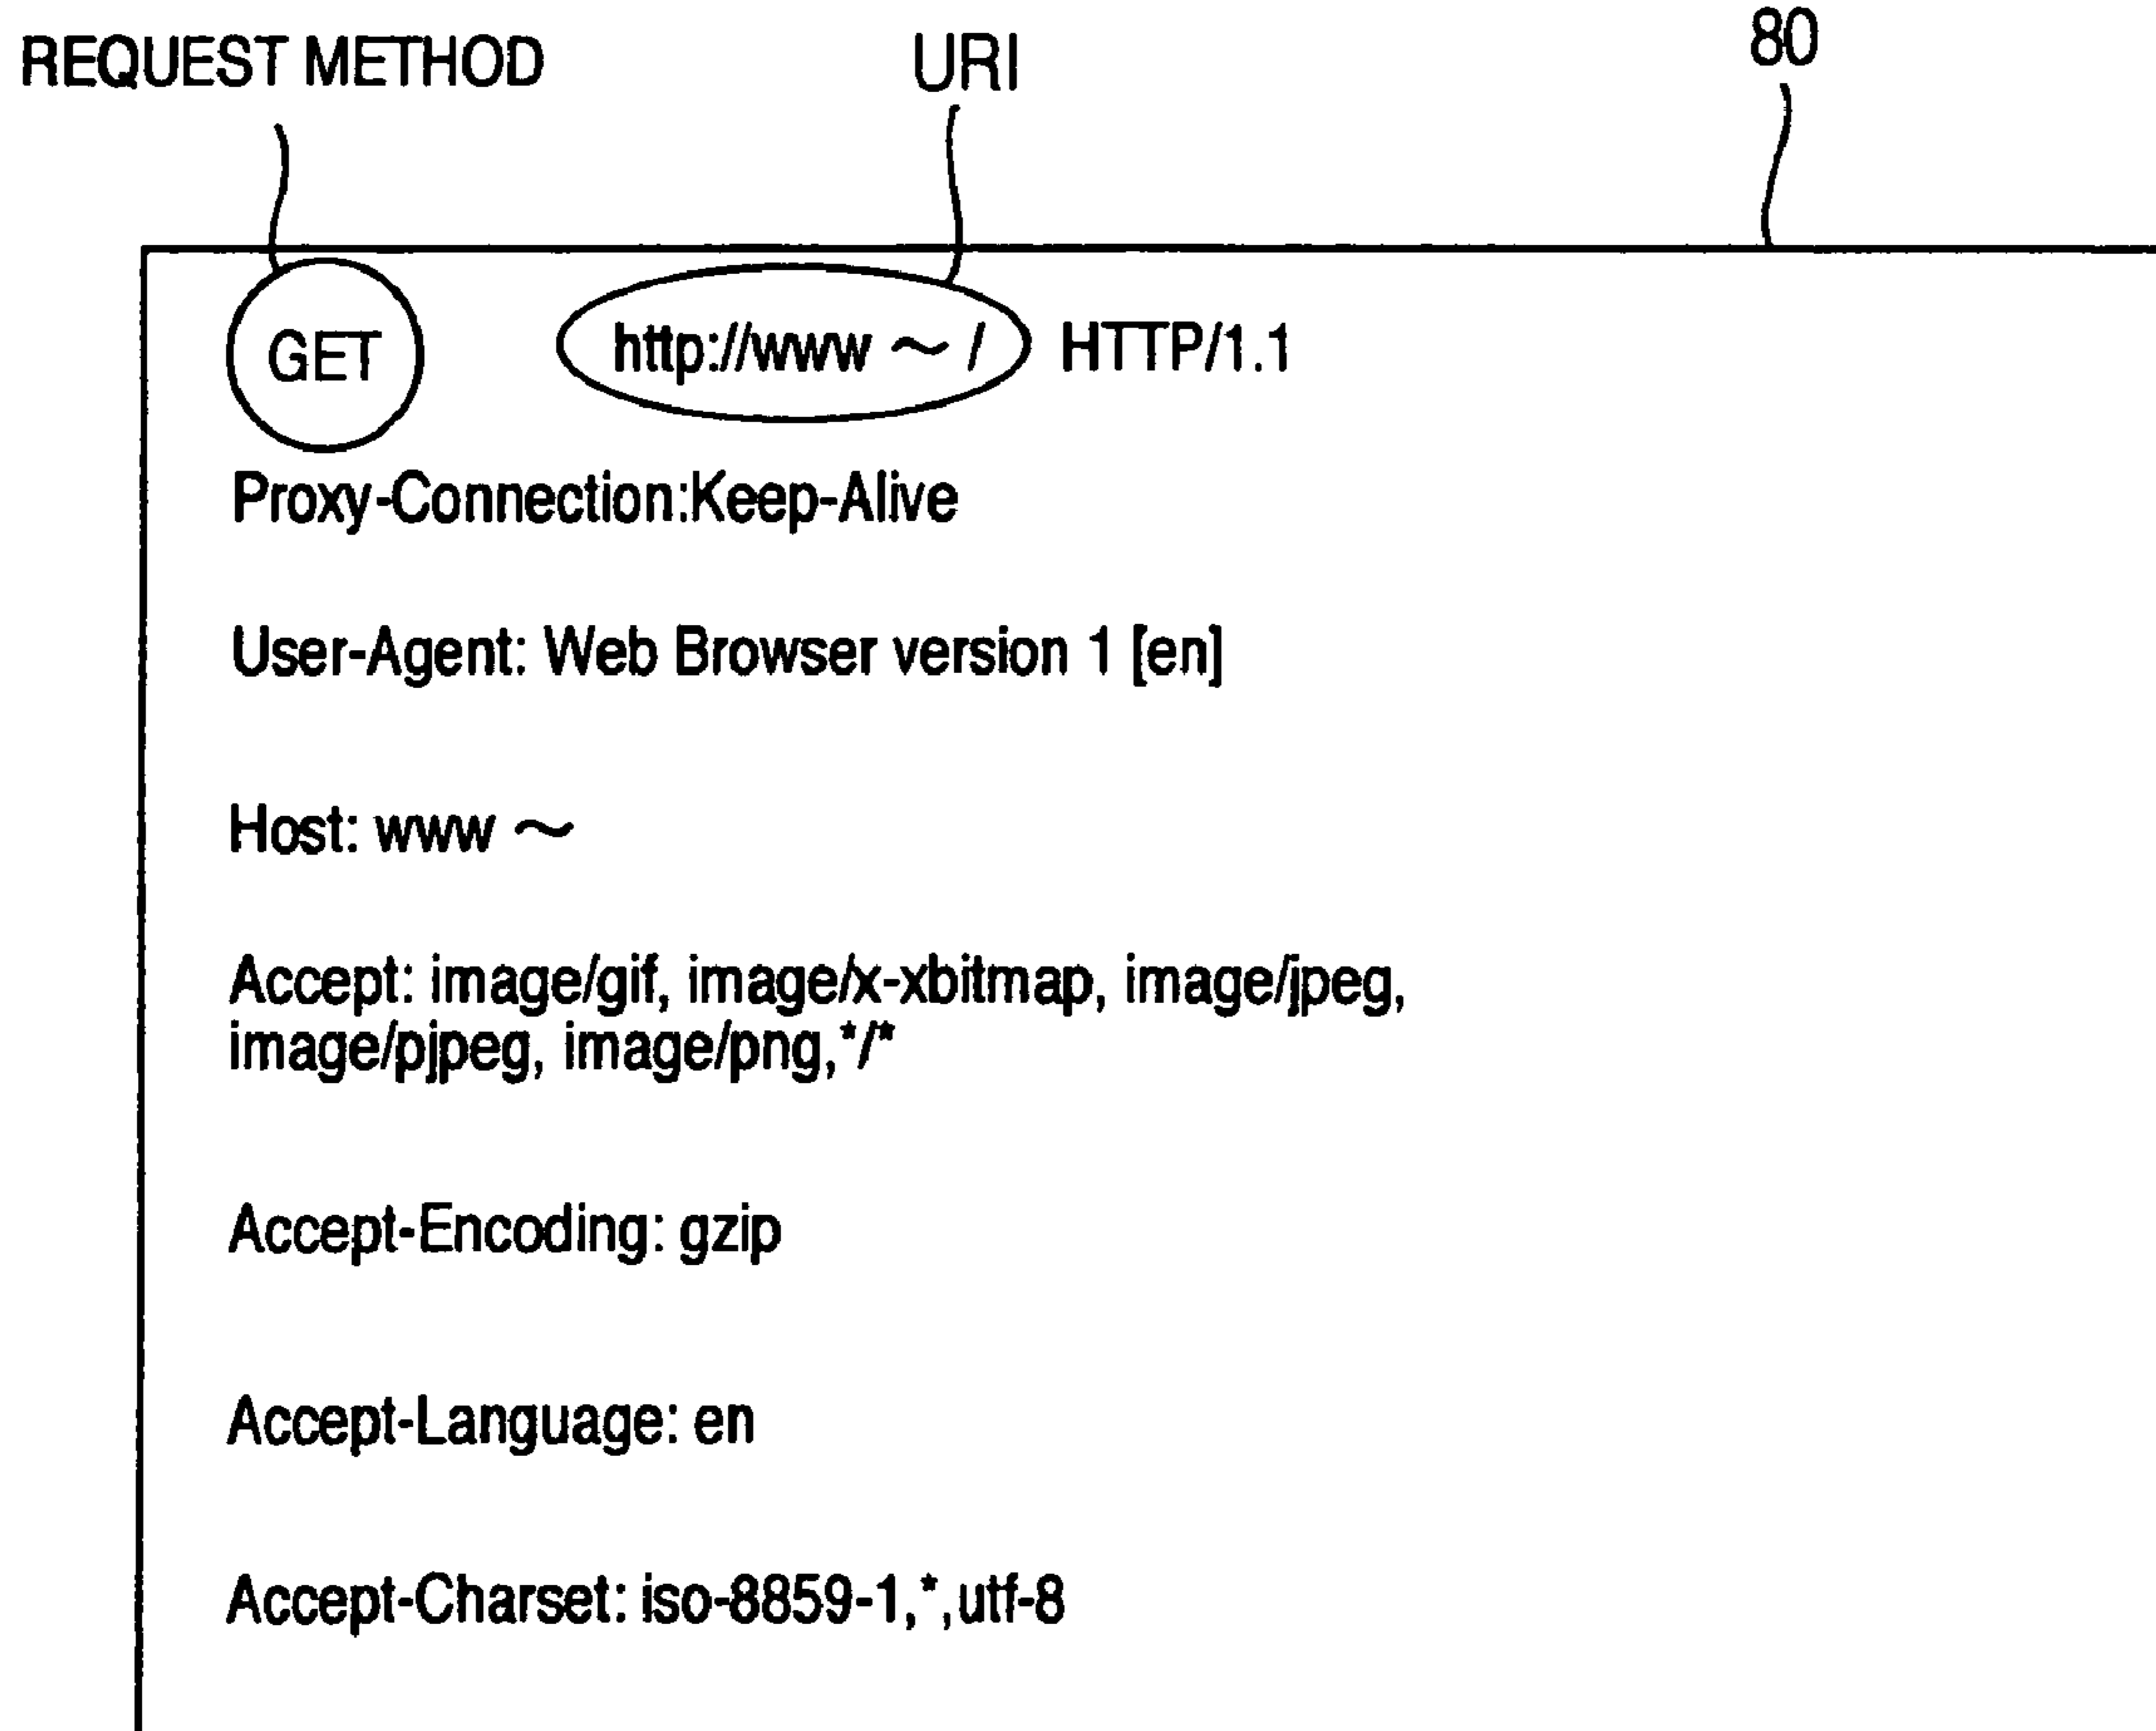 REQUEST METHOD URI 80
GET http://www ~ / HTTP/1.1
Proxy-Connection:Keep-Alive
User-Agent: Web Browser version 1 [en]
Host: www ~
Accept: image/gif, image/x-xbitmap, image/jpeg,
image/pjpeg, image/png,*/*
Accept-Encoding: gzip
Accept-Language: en
Accept-Charset: iso-8859-1,*,utf-8